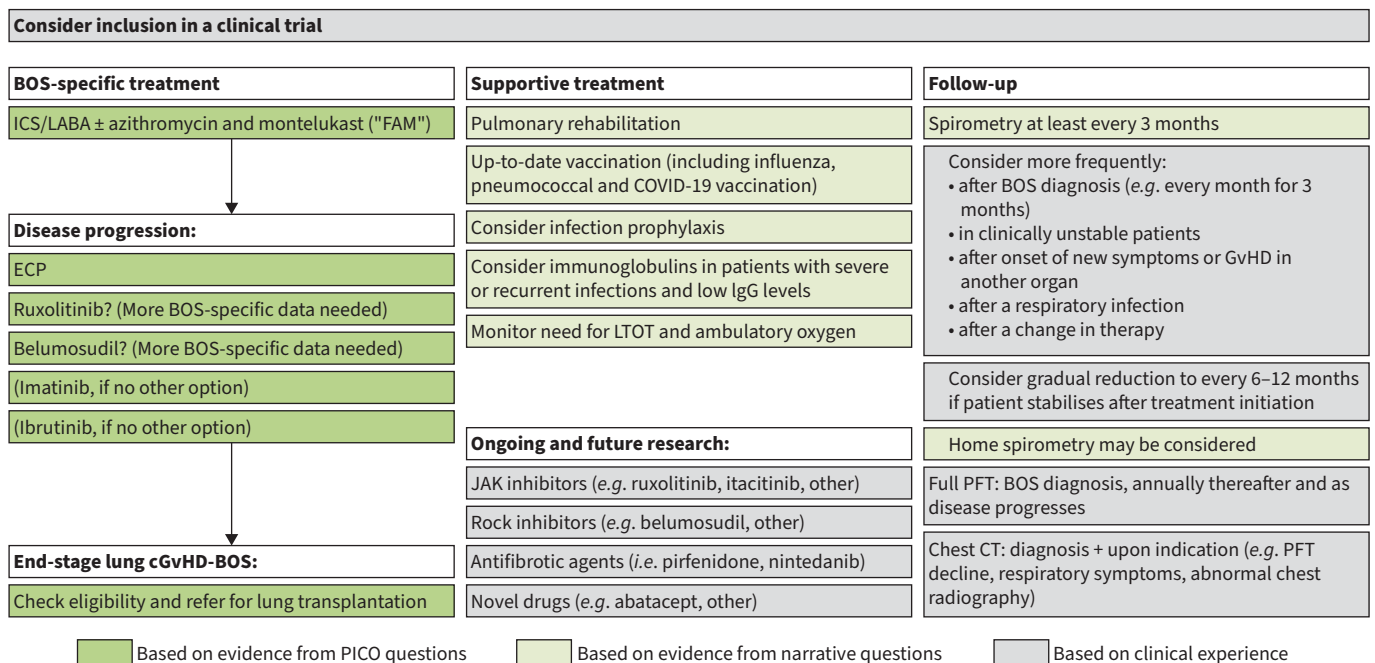 Consider inclusion in a clinical trial
BOS-specific treatment
ICS/LABA ± azithromycin and montelukast ("FAM")
Disease progression:
ECP
Ruxolitinib? (More BOS-specific data needed)
Belumosudil? (More BOS-specific data needed)
(Imatinib, if no other option)
(Ibrutinib, if no other option)
End-stage lung cGvHD-BOS:
Check eligibility and refer for lung transplantation
Supportive treatment
Pulmonary rehabilitation
Up-to-date vaccination (including influenza,
pneumococcal and COVID-19 vaccination)
Consider infection prophylaxis
Consider immunoglobulins in patients with severe
or recurrent infections and low IgG levels
Monitor need for LTOT and ambulatory oxygen
Ongoing and future research:
JAK inhibitors (e.g. ruxolitinib, itacitinib, other)
Rock inhibitors (e.g. belumosudil, other)
Antifibrotic agents (i.e. pirfenidone, nintedanib)
Novel drugs (e.g. abatacept, other)
Follow-up
Spirometry at least every 3 months
Consider more frequently:
• after BOS diagnosis (e.g. every month for 3
months)
• in clinically unstable patients
• after onset of new symptoms or GvHD in
another organ
• after a respiratory infection
• after a change in therapy
Consider gradual reduction to every 6–12 months
if patient stabilises after treatment initiation
Home spirometry may be considered
Full PFT: BOS diagnosis, annually thereafter and as
disease progresses
Chest CT: diagnosis + upon indication (e.g. PFT
decline, respiratory symptoms, abnormal chest
radiography)
Based on evidence from PICO questions
Based on evidence from narrative questions
Based on clinical experience